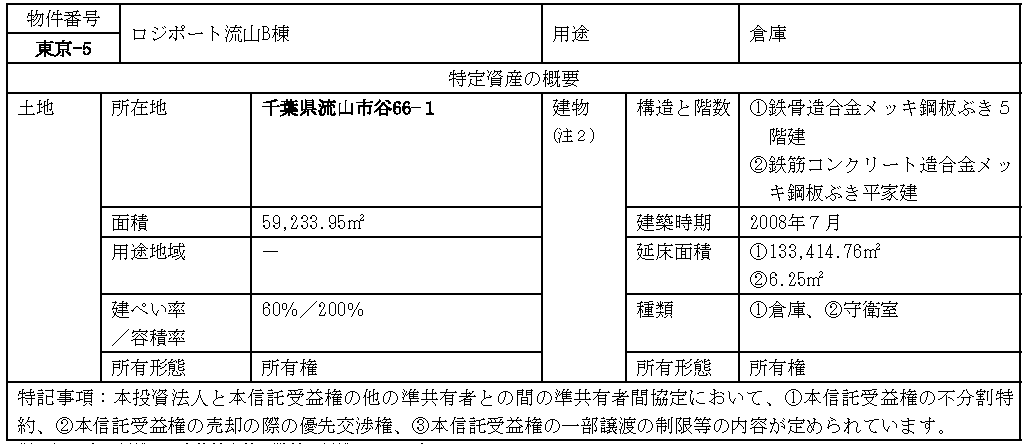 物件番号
東京-5
ロジポート流山B棟
用途
倉庫
特定資産の概要
土地
所在地
千葉県流山市谷66-1
建物
(注2)
構造と階数
①鉄骨造合金メッキ鋼板ぶき5
階建
②鉄筋コンクリート造合金メッ
キ鋼板ぶき平家建
面積
59,233.95㎡
建築時期
2008年7月
用途地域
―
延床面積
①133,414.76㎡
②6.25㎡
建ぺい率
/容積率
60%/200%
種類
①倉庫、②守衛室
所有形態
所有権
所有形態
所有権
特記事項：本投資法人と本信託受益権の他の準共有者との間の準共有者間協定において、①本信託受益権の不分割特
約、②本信託受益権の売却の際の優先交渉権、③本信託受益権の一部譲渡の制限等の内容が定められています。